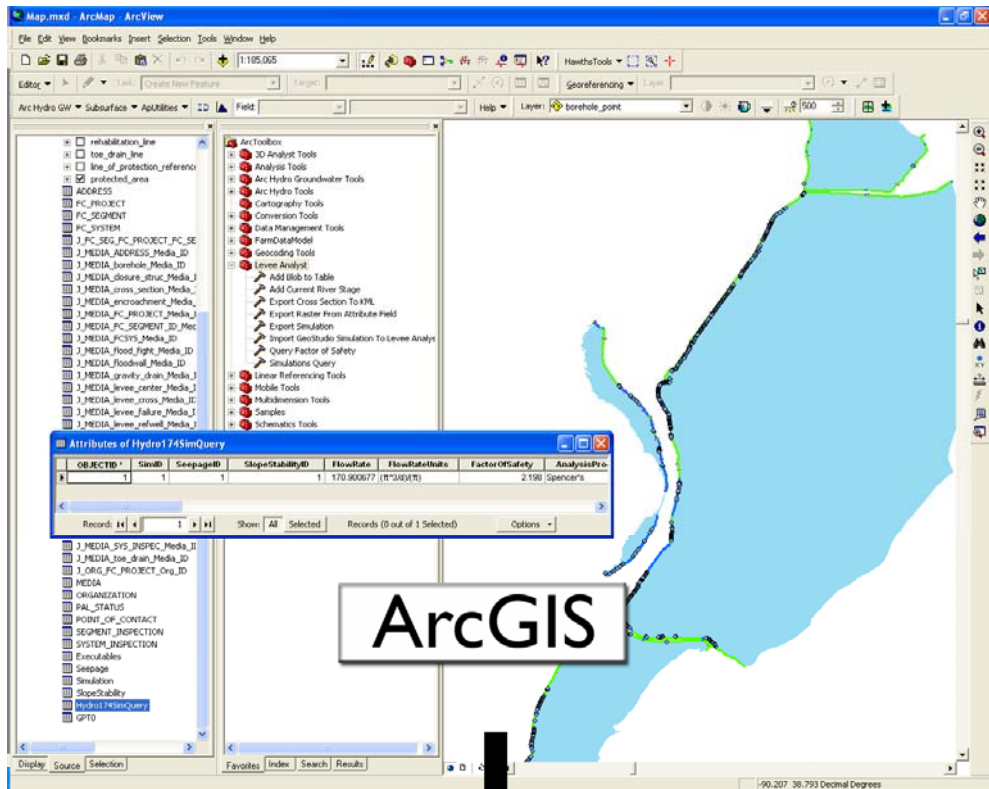 Map.mxd - ArcMap - ArcView
File Edit View Bookmarks Insert Selection Tools Window Help
1:185,065
HawthsTools
Editor Task: Create New Feature Target: Georeferencing Layer:
Arc Hydro GW Subsurface ApUtilities ID Field: Help Layer: borehole_point 500
rehabilitation_line
toe_drain_line
line_of_protection_reference
protected_area
ADDRESS
FC_PROJECT
FC_SEGMENT
FC_SYSTEM
J_FC_SEG_FC_PROJECT_FC_SE
J_MEDIA_ADDRESS_Media_ID
J_MEDIA_borehole_Media_ID
J_MEDIA_closure_struc_Media_I
J_MEDIA_cross_section_Media_
J_MEDIA_encroachment_Media_
J_MEDIA_FC_PROJECT_Media_I
J_MEDIA_FC_SEGMENT_ID_Med
J_MEDIA_FCSYS_Media_ID
J_MEDIA_flood_fight_Media_ID
J_MEDIA_floodwall_Media_ID
J_MEDIA_gravity_drain_Media_I
J_MEDIA_levee_center_Media_I
J_MEDIA_levee_cross_Media_ID
J_MEDIA_levee_failure_Media_I
J_MEDIA_levee_refwell_Media_I
ArcToolbox
3D Analyst Tools
Analysis Tools
Arc Hydro Groundwater Tools
Arc Hydro Tools
Cartography Tools
Conversion Tools
Data Management Tools
FarmDataModel
Geocoding Tools
Levee Analyst
Add Blob to Table
Add Current River Stage
Export Cross Section To KML
Export Raster From Attribute Field
Export Simulation
Import GeoStudio Simulation To Levee Analys
Query Factor of Safety
Simulations Query
Linear Referencing Tools
Mobile Tools
Multidimension Tools
Samples
Schematics Tools
Attributes of Hydro174SimQuery
OBJECTID * SimID SeepageID SlopeStabilityID FlowRate FlowRateUnits FactorOfSafety AnalysisPro
1 1 1 1 170.900677 (ft^3/d)/(ft) 2.198 Spencer's
Record: 1 Show: All Selected Records (0 out of 1 Selected) Options
J_MEDIA_SYS_INSPEC_Media_II
J_MEDIA_toe_drain_Media_ID
J_ORG_FC_PROJECT_Org_ID
MEDIA
ORGANIZATION
PAL_STATUS
POINT_OF_CONTACT
SEGMENT_INSPECTION
SYSTEM_INSPECTION
Executables
Seepage
Simulation
SlopeStability
Hydro174SimQuery
GPT0
ArcGIS
Display Source Selection
Favorites Index Search Results
-90.207 38.793 Decimal Degrees